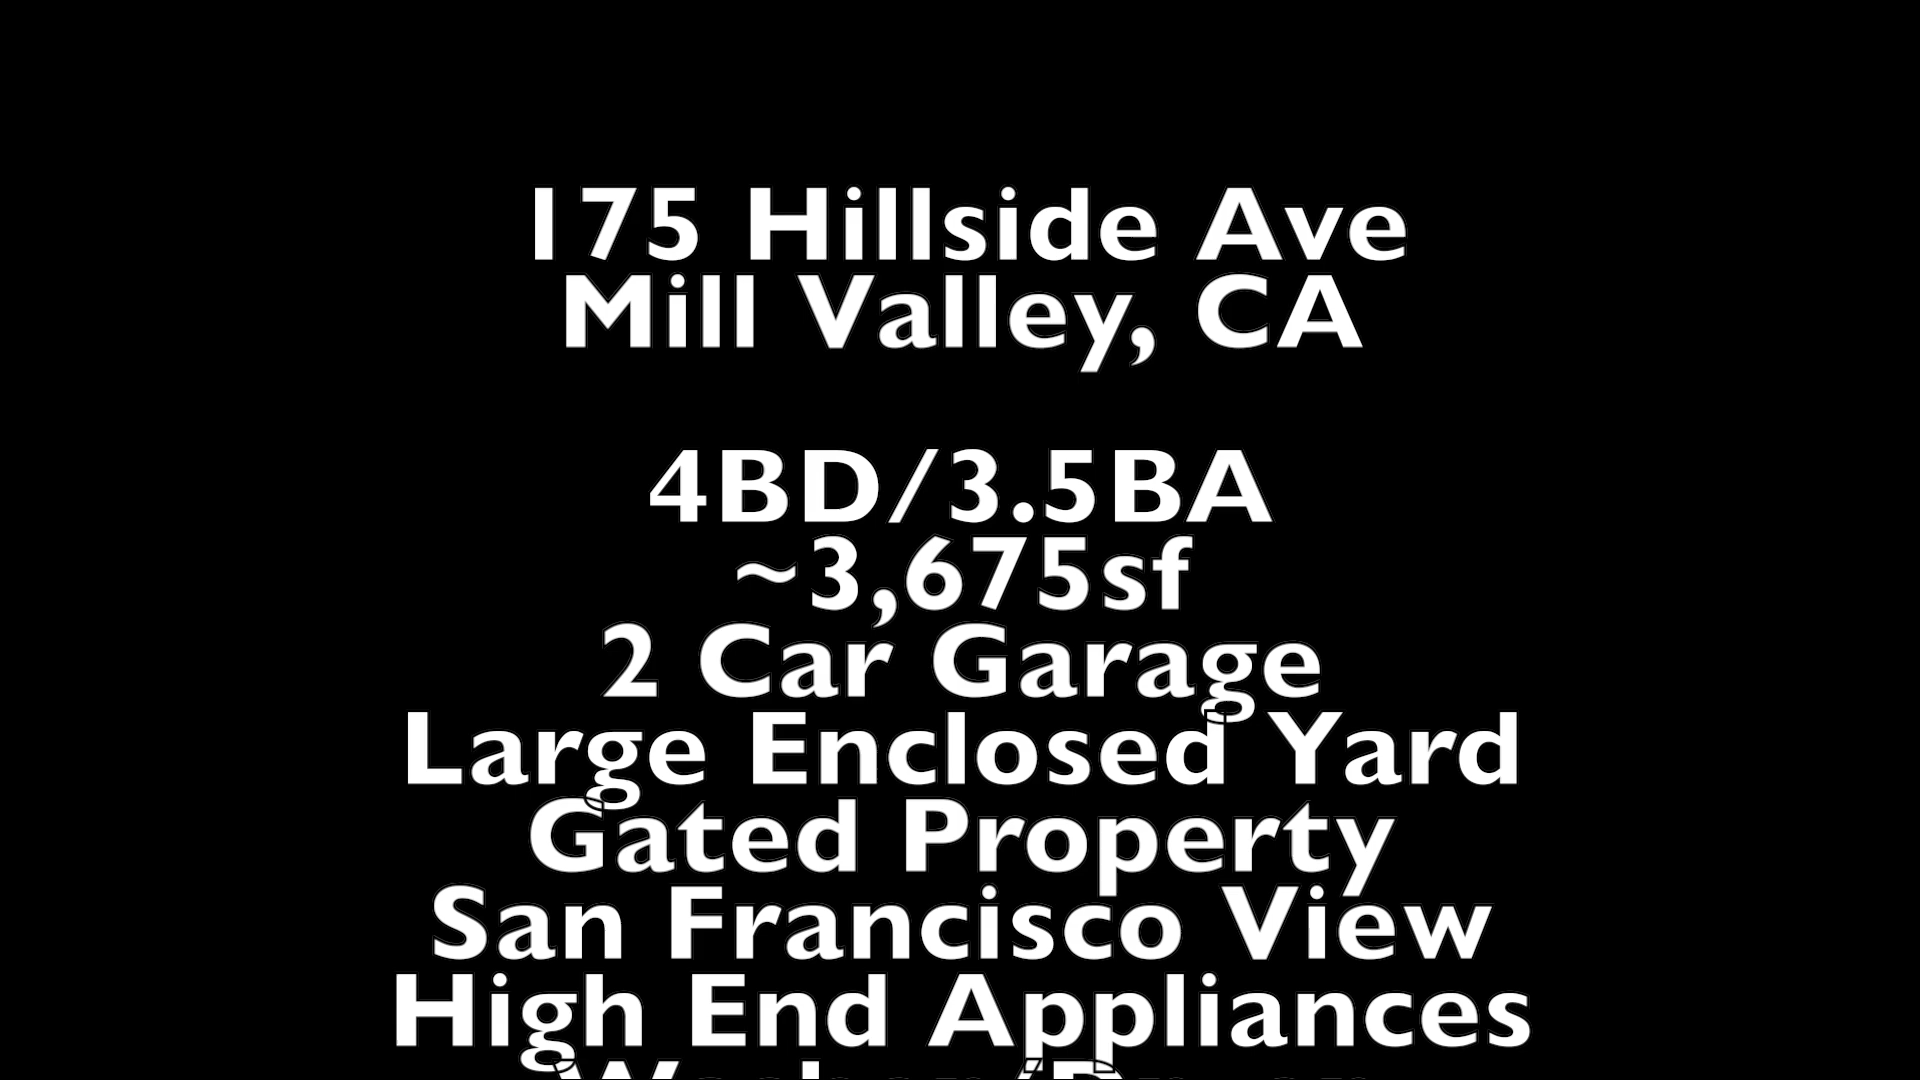 175 Hillside Ave
Mill Valley, CA
4BD/3.5BA
~3,675sf
2 Car Garage
Large Enclosed Yard
Gated Property
San Francisco View
High End Appliances